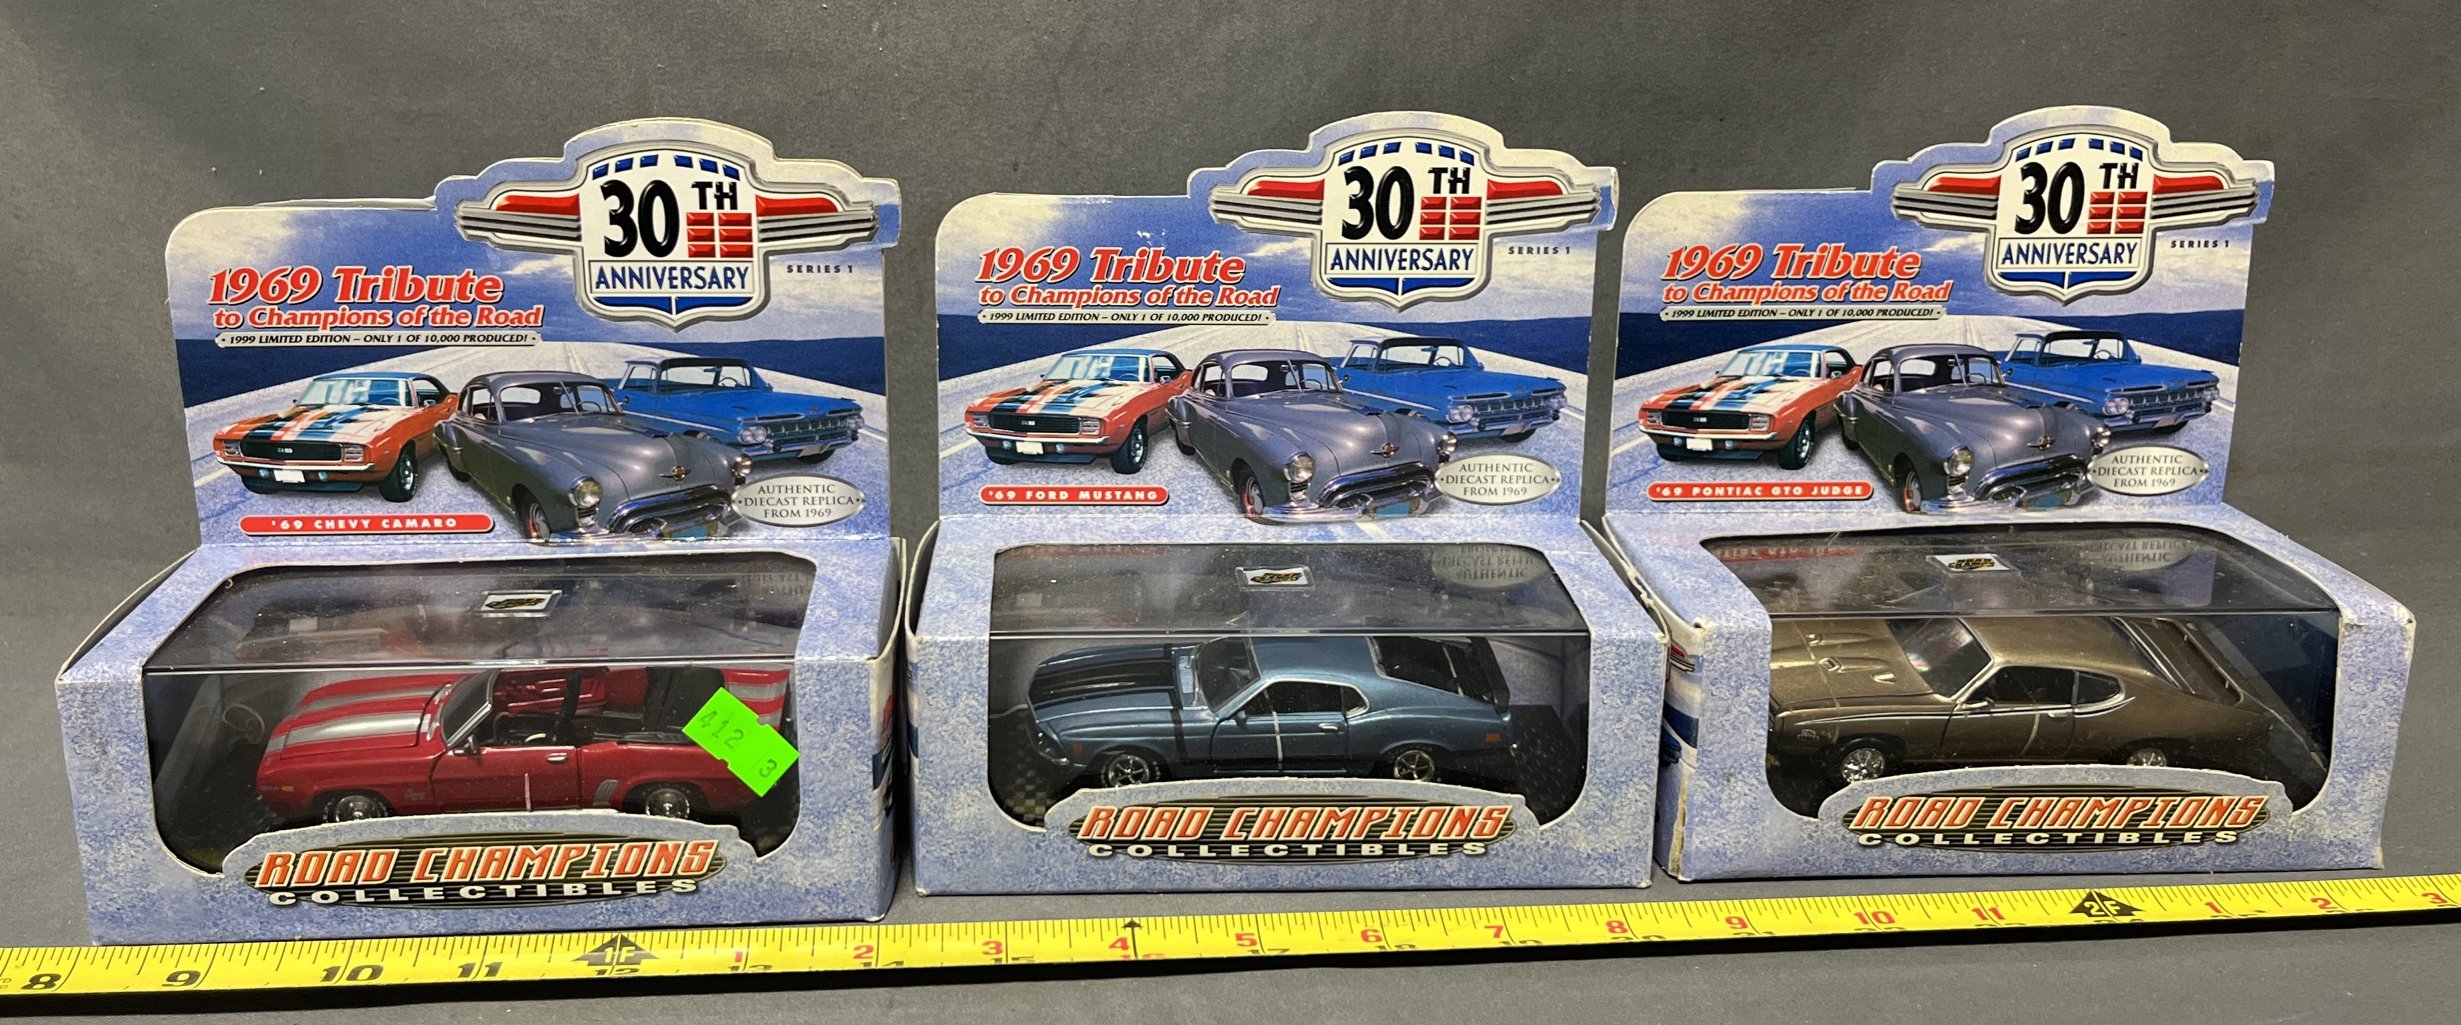 30TH
ANNIVERSARY
SERIES 1
1969 Tribute
to Champions of the Road
• 1999 LIMITED EDITION – ONLY 1 OF 10,000 PRODUCED! •
AUTHENTIC
• DIECAST REPLICA •
FROM 1969
'69 CHEVY CAMARO
412
3
ROAD CHAMPIONS
COLLECTIBLES
30TH
ANNIVERSARY
SERIES 1
1969 Tribute
to Champions of the Road
• 1999 LIMITED EDITION – ONLY 1 OF 10,000 PRODUCED! •
AUTHENTIC
• DIECAST REPLICA •
FROM 1969
'69 FORD MUSTANG
ROAD CHAMPIONS
COLLECTIBLES
30TH
ANNIVERSARY
SERIES 1
1969 Tribute
to Champions of the Road
• 1999 LIMITED EDITION – ONLY 1 OF 10,000 PRODUCED! •
AUTHENTIC
• DIECAST REPLICA •
FROM 1969
'69 PONTIAC GTO JUDGE
ROAD CHAMPIONS
COLLECTIBLES
8 9 10 11 1F 1 2 3 4 5 6 7 8 9 10 11 2F 1 2 3